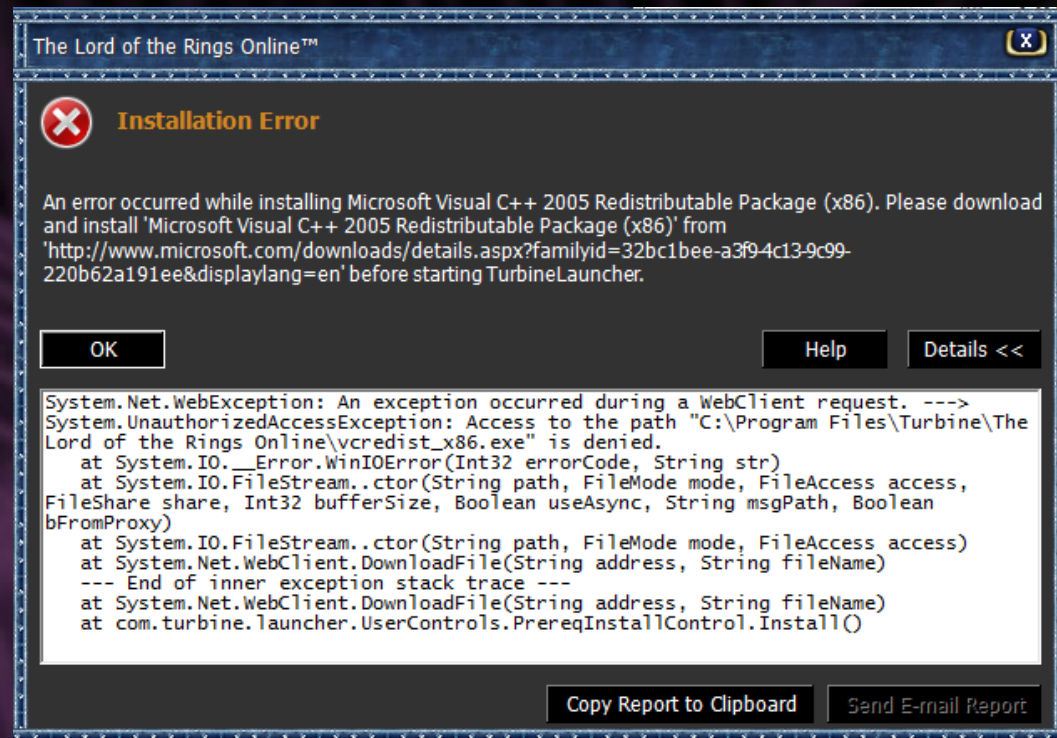 The Lord of the Rings Online™
X
Installation Error
An error occurred while installing Microsoft Visual C++ 2005 Redistributable Package (x86). Please download
and install 'Microsoft Visual C++ 2005 Redistributable Package (x86)' from
'http://www.microsoft.com/downloads/details.aspx?familyid=32bc1bee-a3f9-4c13-9c99-
220b62a191ee&displaylang=en' before starting TurbineLauncher.
OK Help Details <<
System.Net.WebException: An exception occurred during a WebClient request. --->
System.UnauthorizedAccessException: Access to the path "C:\Program Files\Turbine\The
Lord of the Rings Online\vcredist_x86.exe" is denied.
   at System.IO.__Error.WinIOError(Int32 errorCode, String str)
   at System.IO.FileStream..ctor(String path, FileMode mode, FileAccess access,
FileShare share, Int32 bufferSize, Boolean useAsync, String msgPath, Boolean
bFromProxy)
   at System.IO.FileStream..ctor(String path, FileMode mode, FileAccess access)
   at System.Net.WebClient.DownloadFile(String address, String fileName)
   --- End of inner exception stack trace ---
   at System.Net.WebClient.DownloadFile(String address, String fileName)
   at com.turbine.launcher.UserControls.PrereqInstallControl.Install()
Copy Report to Clipboard Send E-mail Report